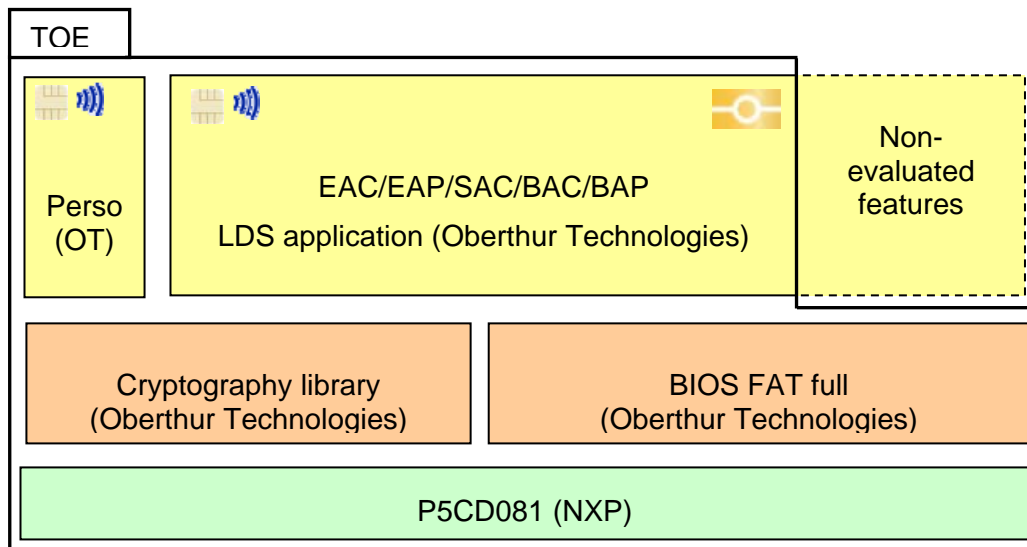 TOE
Perso
(OT)
EAC/EAP/SAC/BAC/BAP
LDS application (Oberthur Technologies)
Non-
evaluated
features
Cryptography library
(Oberthur Technologies)
BIOS FAT full
(Oberthur Technologies)
P5CD081 (NXP)